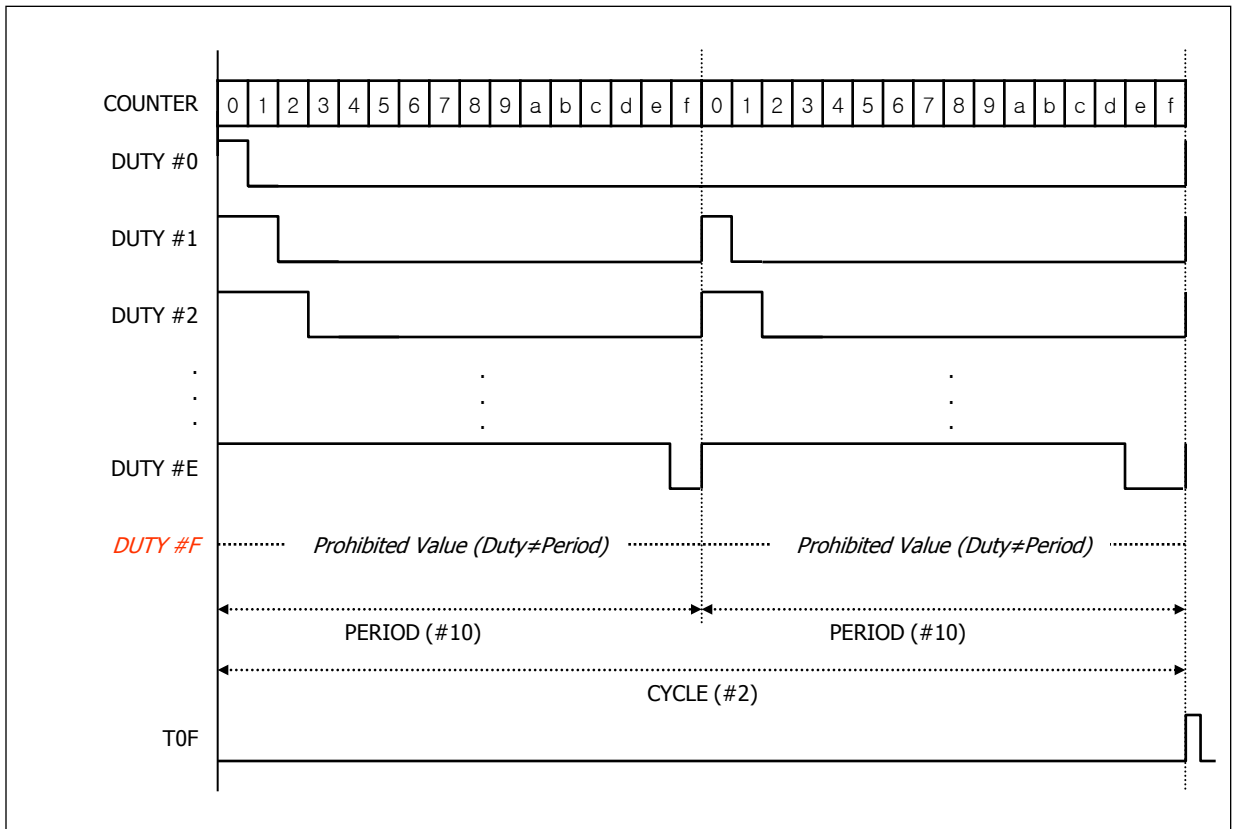 COUNTER 0 1 2 3 4 5 6 7 8 9 a b c d e f 0 1 2 3 4 5 6 7 8 9 a b c d e f
DUTY #0
DUTY #1
DUTY #2
DUTY #E
DUTY #F Prohibited Value (Duty≠Period) Prohibited Value (Duty≠Period)
PERIOD (#10) PERIOD (#10)
CYCLE (#2)
T0F